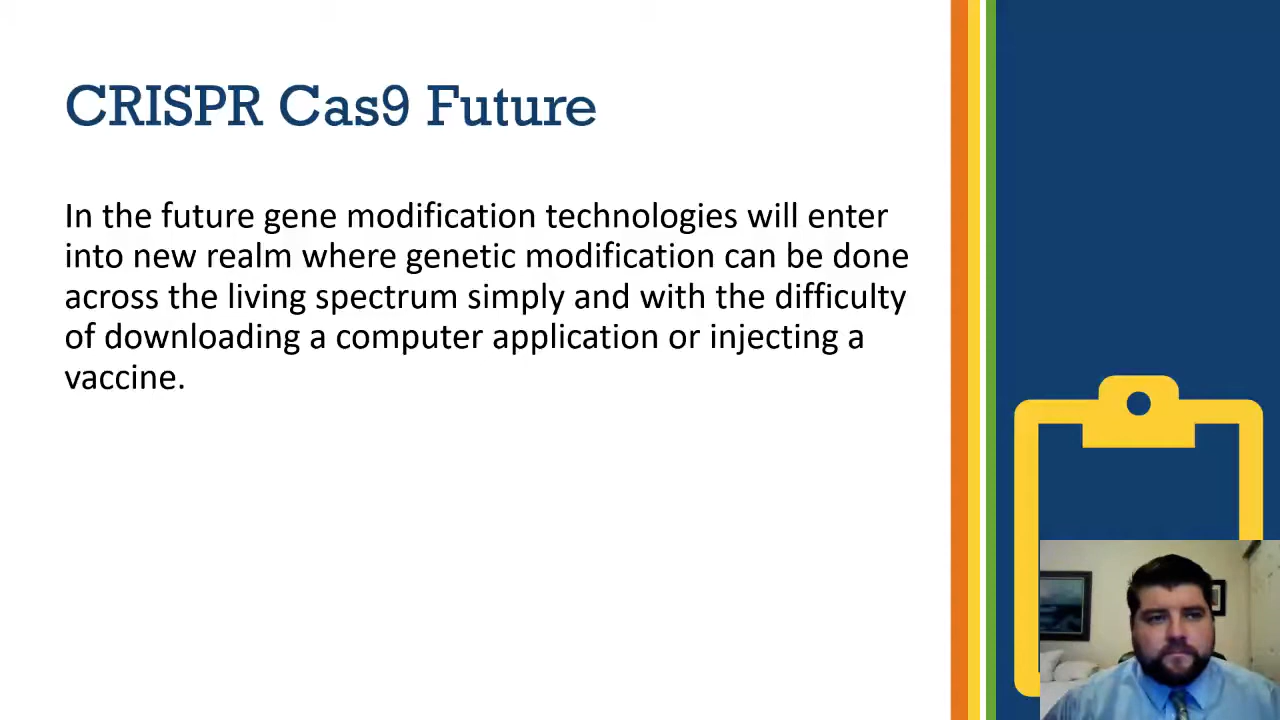 CRISPR Cas9 Future
In the future gene modification technologies will enter
into new realm where genetic modification can be done
across the living spectrum simply and with the difficulty
of downloading a computer application or injecting a
vaccine.